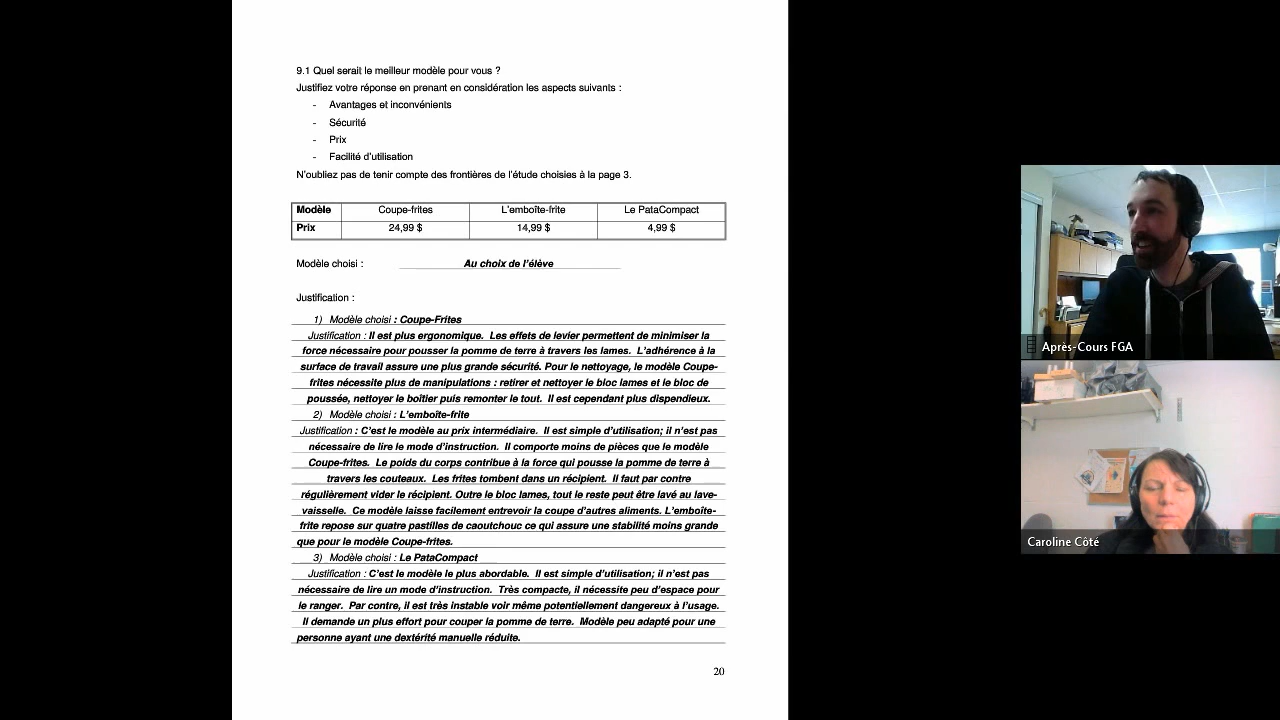 9.1 Quel serait le meilleur modèle pour vous ?
Justifiez votre réponse en prenant en considération les aspects suivants :
- Avantages et inconvénients
- Sécurité
- Prix
- Facilité d'utilisation
N'oubliez pas de tenir compte des frontières de l'étude choisies à la page 3.
Modèle Coupe-frites L'emboîte-frite Le PataCompact
Prix 24,99 $ 14,99 $ 4,99 $
Modèle choisi : Au choix de l'élève
Justification :
1) Modèle choisi : Coupe-Frites
Justification : Il est plus ergonomique. Les effets de levier permettent de minimiser la
force nécessaire pour pousser la pomme de terre à travers les lames. L'adhérence à la
surface de travail assure une plus grande sécurité. Pour le nettoyage, le modèle Coupe-
frites nécessite plus de manipulations : retirer et nettoyer le bloc lames et le bloc de
poussée, nettoyer le boîtier puis remonter le tout. Il est cependant plus dispendieux.
2) Modèle choisi : L'emboîte-frite
Justification : C'est le modèle au prix intermédiaire. Il est simple d'utilisation; il n'est pas
nécessaire de lire le mode d'instruction. Il comporte moins de pièces que le modèle
Coupe-frites. Le poids du corps contribue à la force qui pousse la pomme de terre à
travers les couteaux. Les frites tombent dans un récipient. Il faut par contre
régulièrement vider le récipient. Outre le bloc lames, tout le reste peut être lavé au lave-
vaisselle. Ce modèle laisse facilement entrevoir la coupe d'autres aliments. L'emboîte-
frite repose sur quatre pastilles de caoutchouc ce qui assure une stabilité moins grande
que pour le modèle Coupe-frites.
3) Modèle choisi : Le PataCompact
Justification : C'est le modèle le plus abordable. Il est simple d'utilisation; il n'est pas
nécessaire de lire un mode d'instruction. Très compacte, il nécessite peu d'espace pour
le ranger. Par contre, il est très instable voir même potentiellement dangereux à l'usage.
Il demande un plus effort pour couper la pomme de terre. Modèle peu adapté pour une
personne ayant une dextérité manuelle réduite.
20
Après-Cours FGA
Caroline Côté